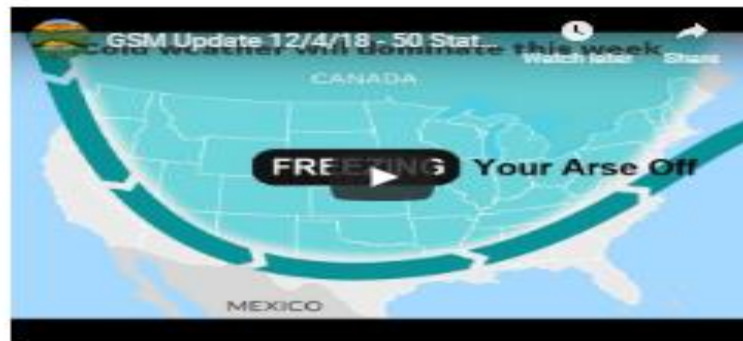 GSM Update 12/4/18 - 50 Stat...
Cold weather will dominate this week
Watch later
Share
CANADA
FREEZING Your Arse Off
MEXICO